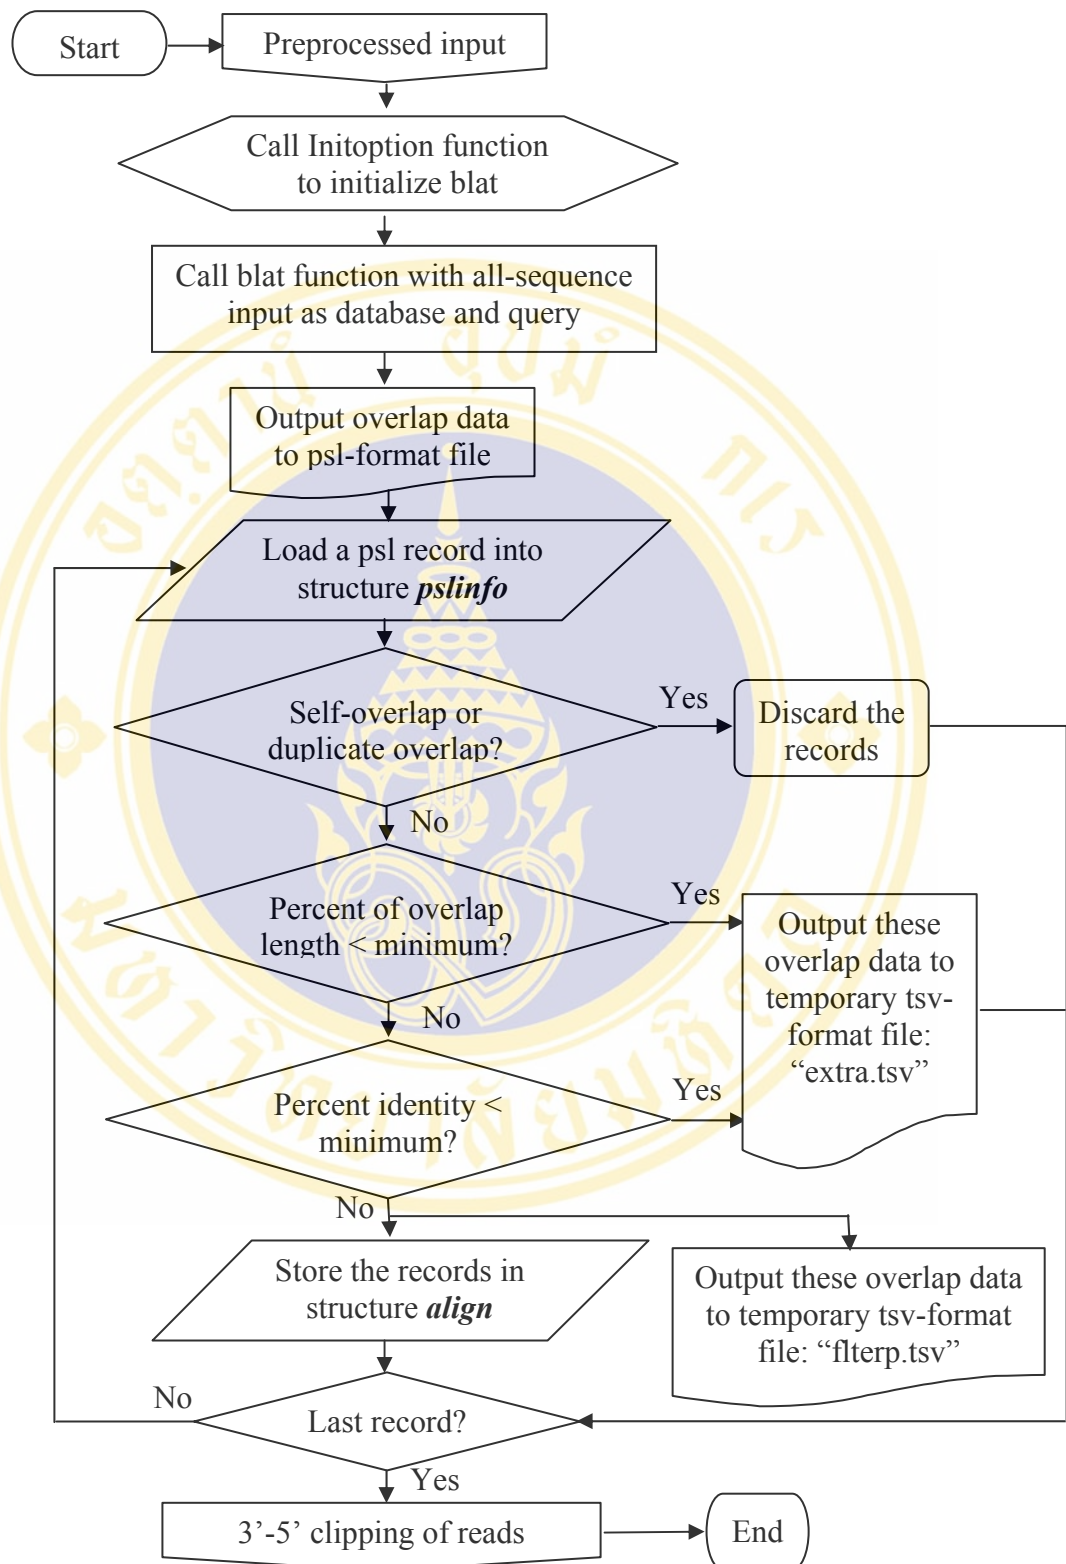 Start
Preprocessed input
Call Initoption function
to initialize blat
Call blat function with all-sequence
input as database and query
Output overlap data
to psl-format file
Load a psl record into
structure pslinfo
Self-overlap or
duplicate overlap?
Yes
Discard the
records
No
Percent of overlap
length < minimum?
Yes
Output these
overlap data to
temporary tsv-
format file:
“extra.tsv”
No
Percent identity <
minimum?
Yes
No
Store the records in
structure align
Output these overlap data
to temporary tsv-format
file: “flterp.tsv”
No
Last record?
Yes
3’-5’ clipping of reads
End